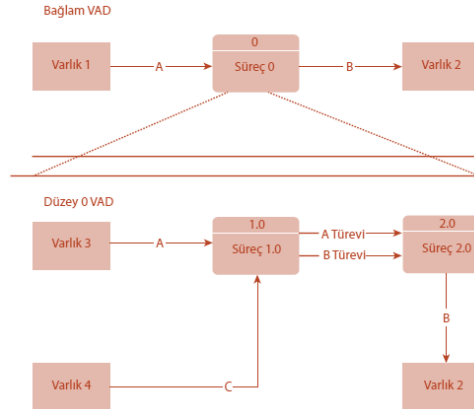 Bağlam VAD
0
Varlık 1
A
Süreç 0
B
Varlık 2
Düzey 0 VAD
1.0
2.0
Varlık 3
A
Süreç 1.0
A Türevi
B Türevi
Süreç 2.0
B
Varlık 4
C
Varlık 2